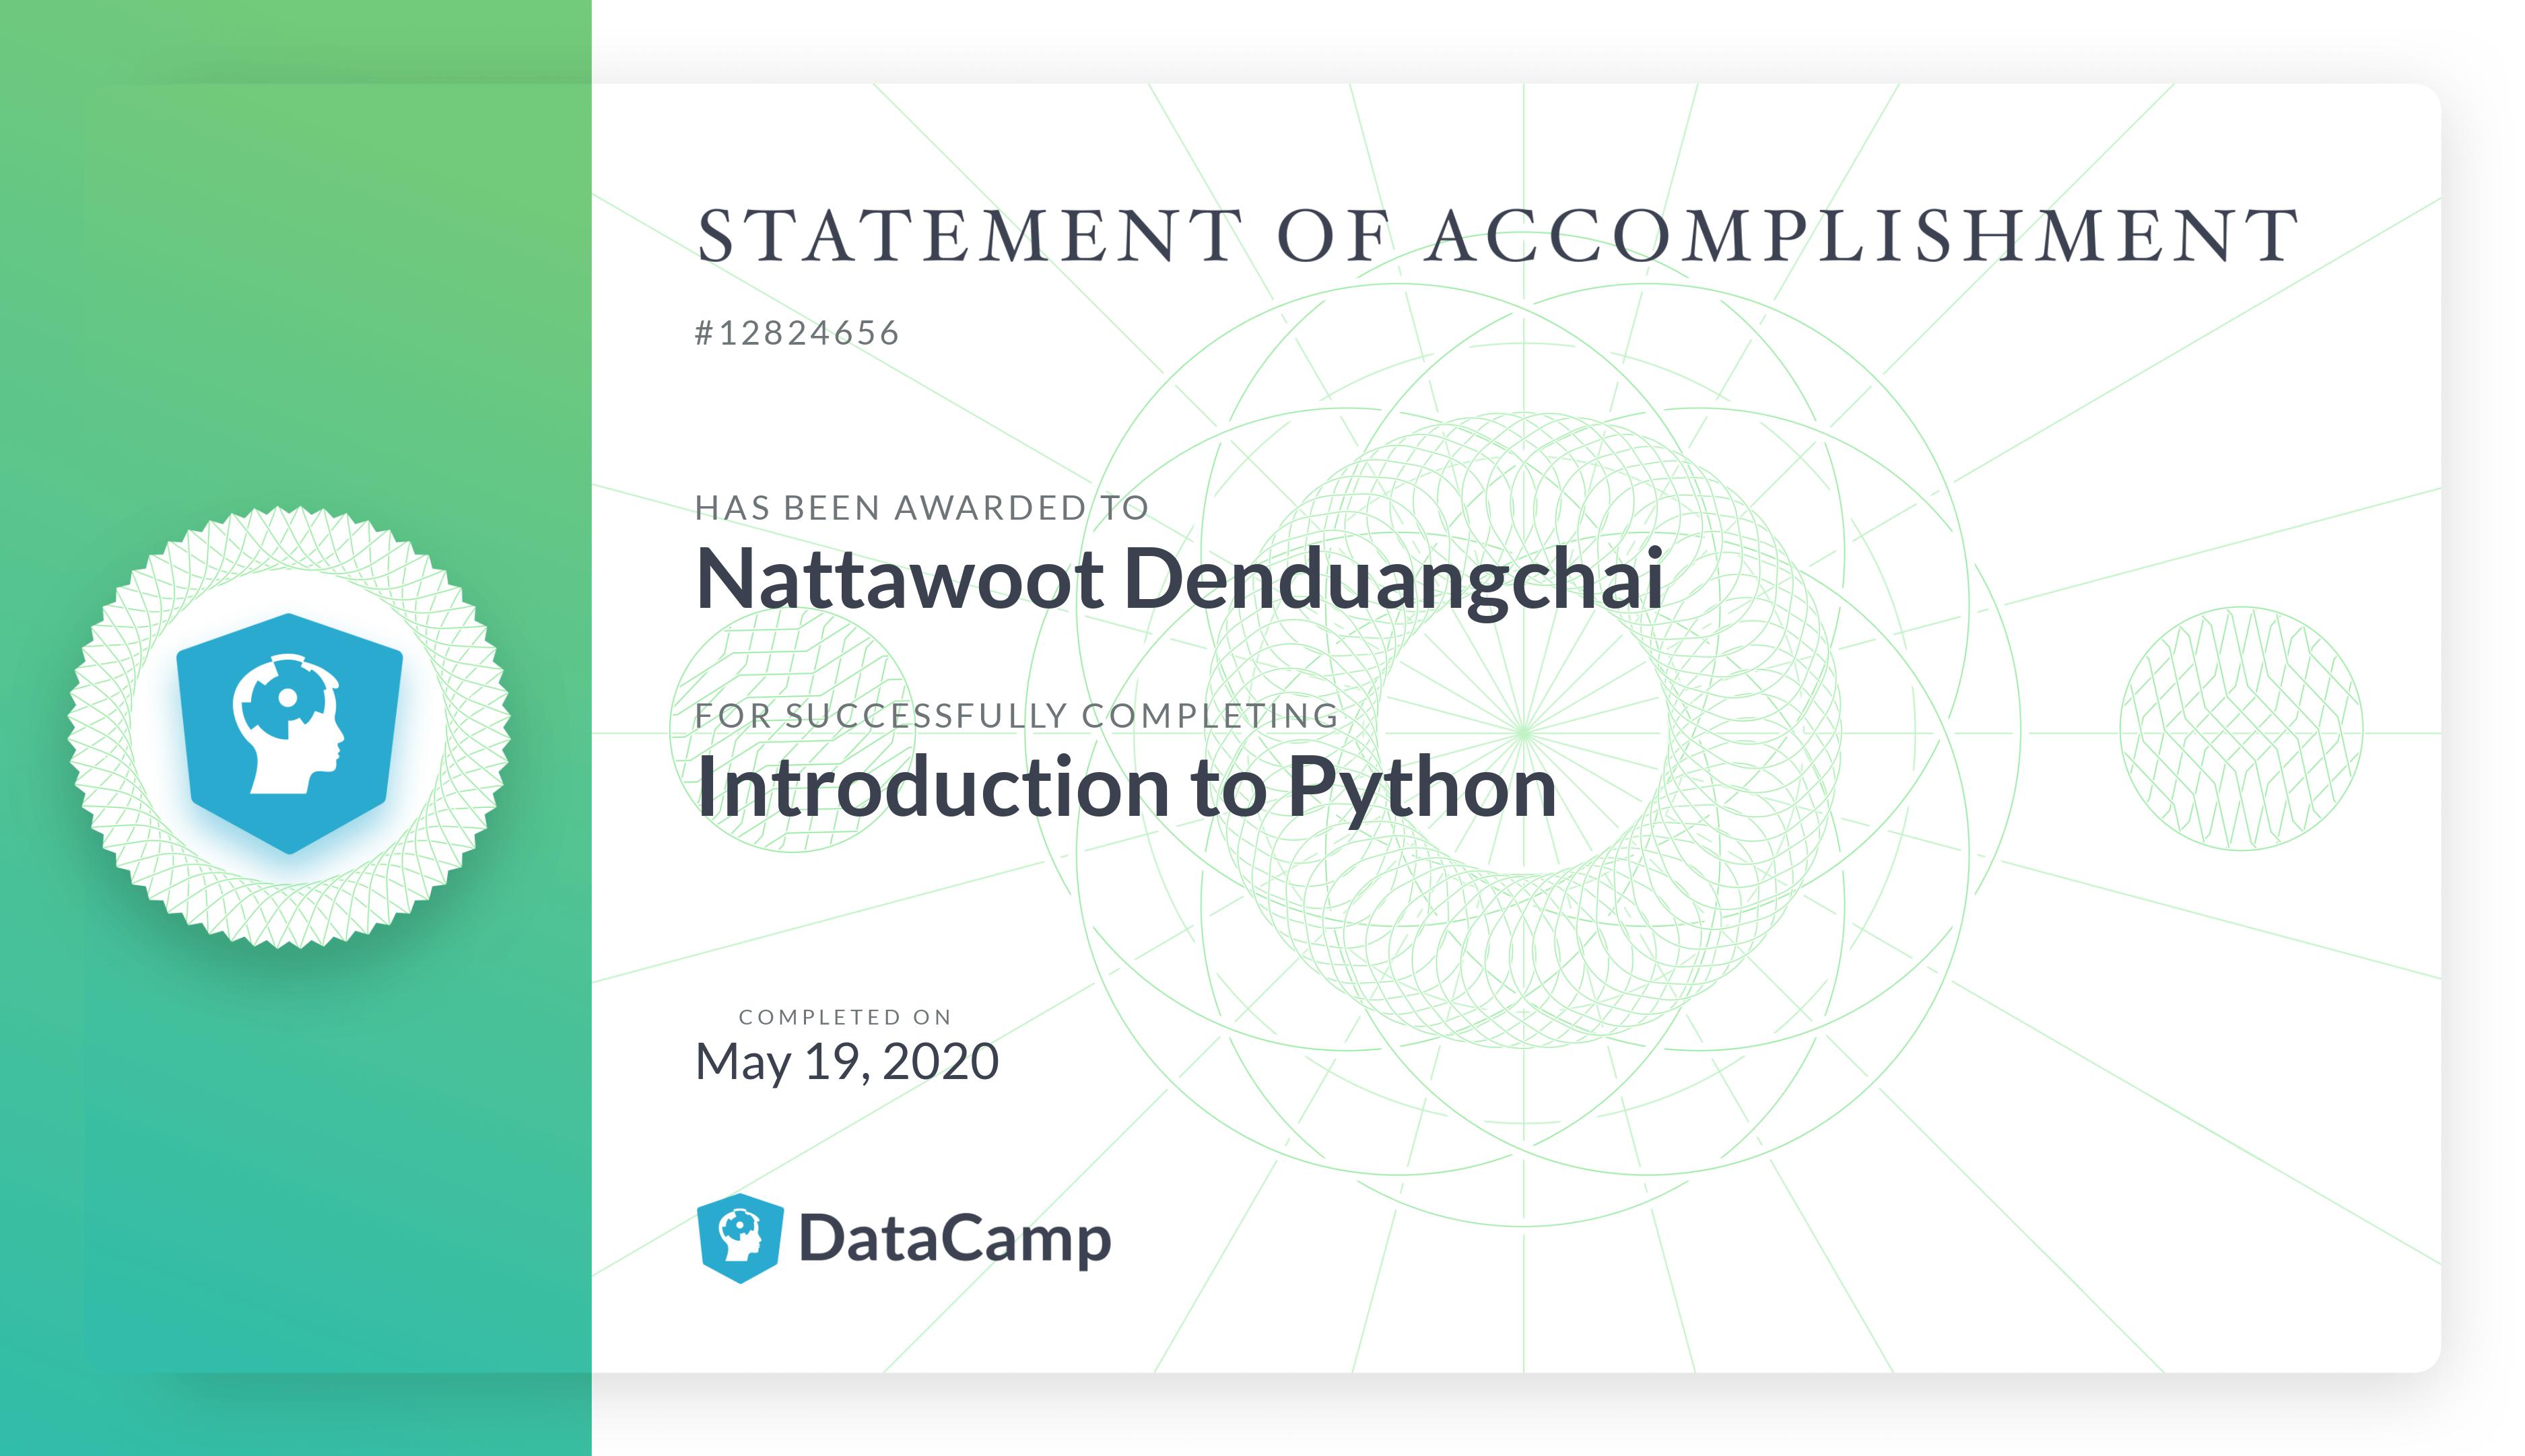 STATEMENT OF ACCOMPLISHMENT
#12824656
HAS BEEN AWARDED TO
Nattawoot Denduangchai
FOR SUCCESSFULLY COMPLETING
Introduction to Python
COMPLETED ON
May 19, 2020
DataCamp